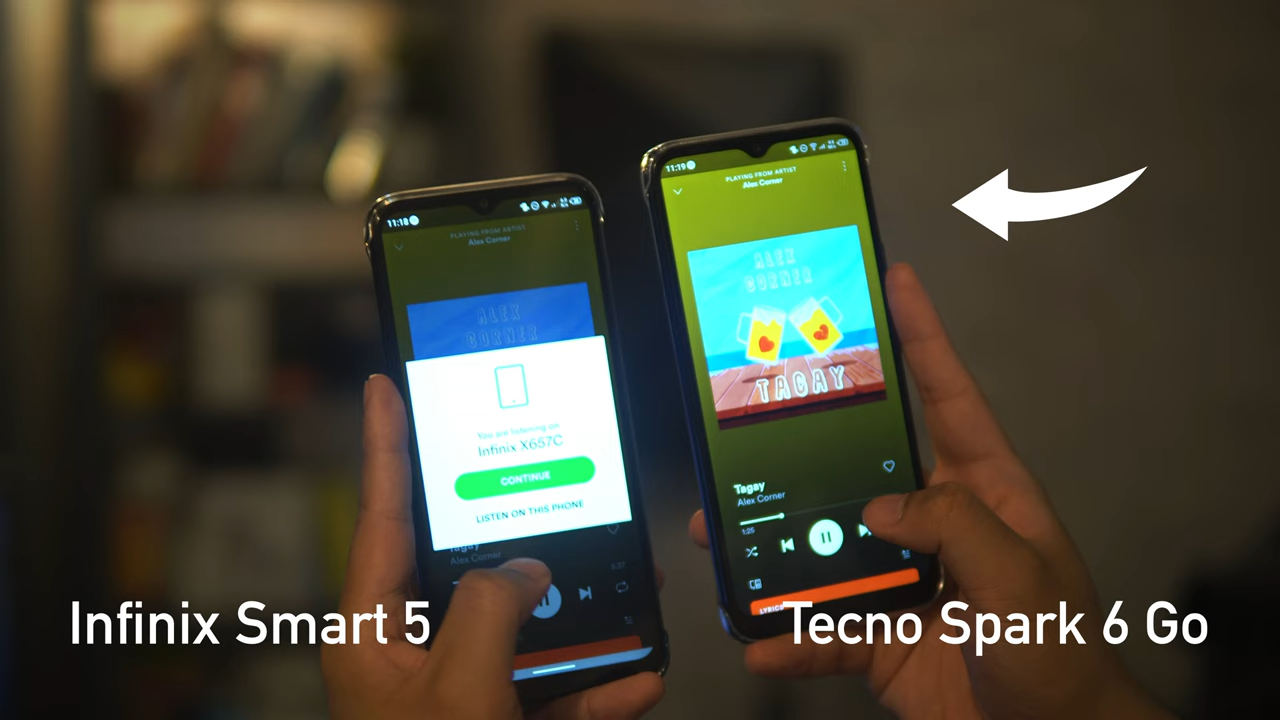 11:18
PLAYING FROM ARTIST
Alex Corner
ALEX
CORNER
You are listening on
Infinix X657C
CONTINUE
LISTEN ON THIS PHONE
Tagay
Alex Corner
Infinix Smart 5
11:19
PLAYING FROM ARTIST
Alex Corner
ALEX
CORNER
TAGAY
Tagay
Alex Corner
1:25
LYRICS
Tecno Spark 6 Go